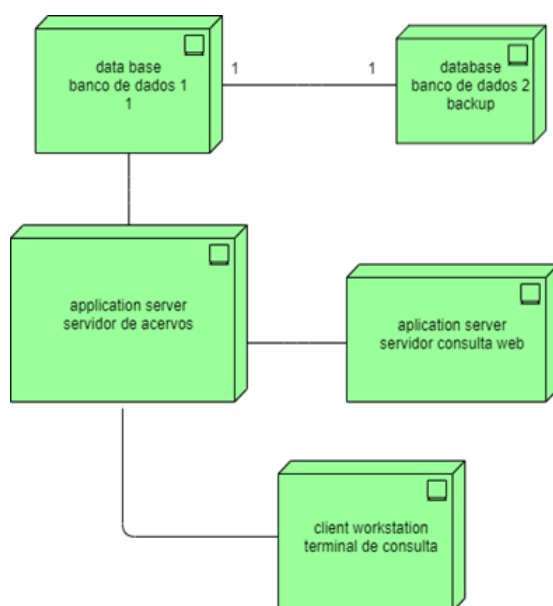 data base
banco de dados 1
1
1
1
database
banco de dados 2
backup
application server
servidor de acervos
aplication server
servidor consulta web
client workstation
terminal de consulta